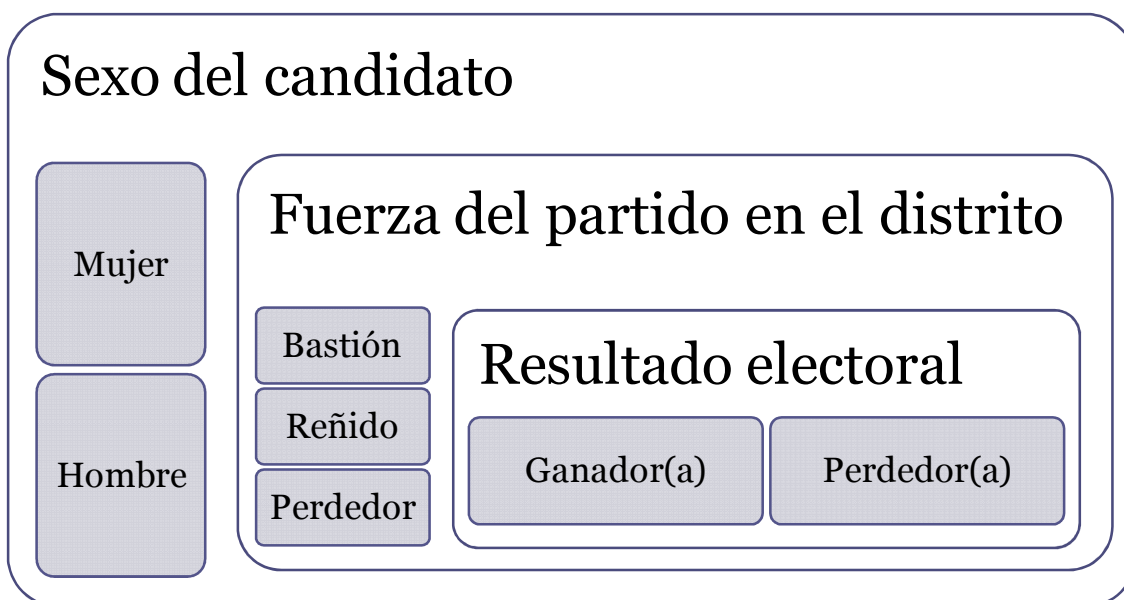 Sexo del candidato
Mujer
Hombre
Fuerza del partido en el distrito
Bastión
Reñido
Perdedor
Resultado electoral
Ganador(a)
Perdedor(a)